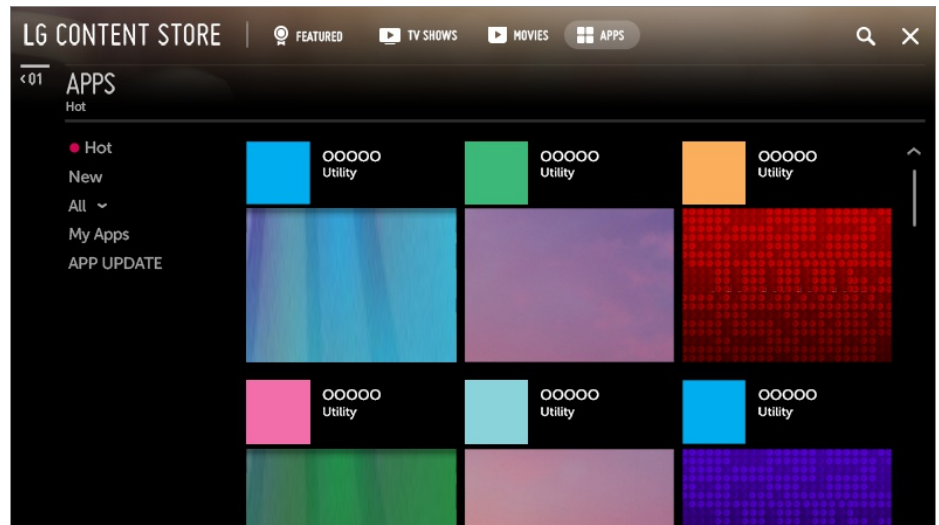 LG CONTENT STORE FEATURED TV SHOWS MOVIES APPS
<01
APPS
Hot
Hot
New
All
My Apps
APP UPDATE
OOOOO
Utility
OOOOO
Utility
OOOOO
Utility
OOOOO
Utility
OOOOO
Utility
OOOOO
Utility